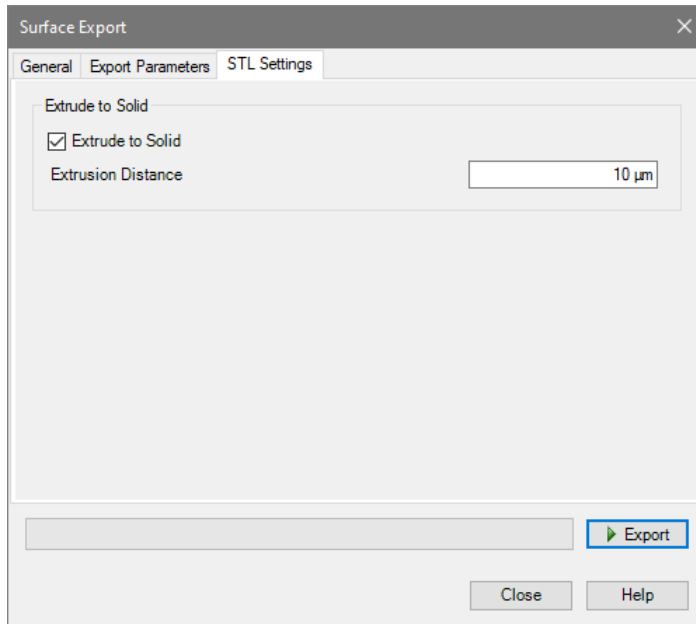 Surface Export
General Export Parameters STL Settings
Extrude to Solid
Extrude to Solid
Extrusion Distance 10 µm
Export
Close Help